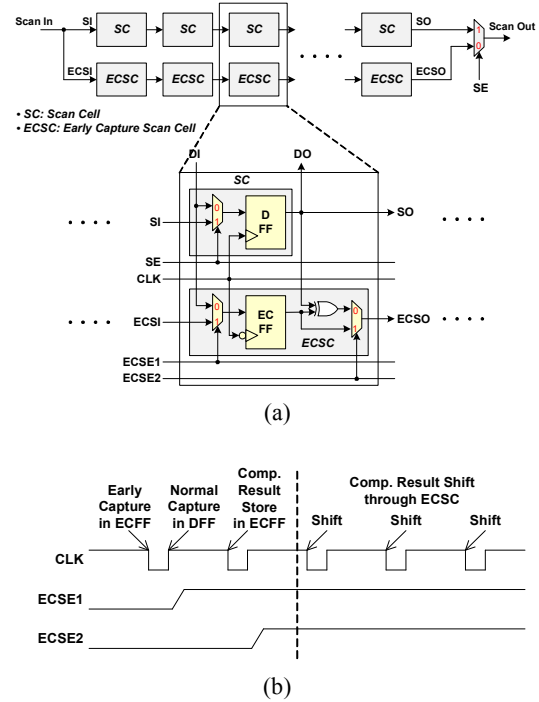 Scan In SI SC SC SC SC SO 1 Scan Out
0
ECSI ECSC ECSC ECSC ECSC ECSO
SE
• SC: Scan Cell
• ECSC: Early Capture Scan Cell
DI DO
SC
0 D
SI 1 FF SO
SE
CLK
0 EC 0
ECSI 1 FF 1 ECSO
ECSC
ECSE1
ECSE2
(a)
Early Capture in ECFF
Normal Capture in DFF
Comp. Result Store in ECFF
Comp. Result Shift through ECSC
Shift Shift Shift
CLK
ECSE1
ECSE2
(b)